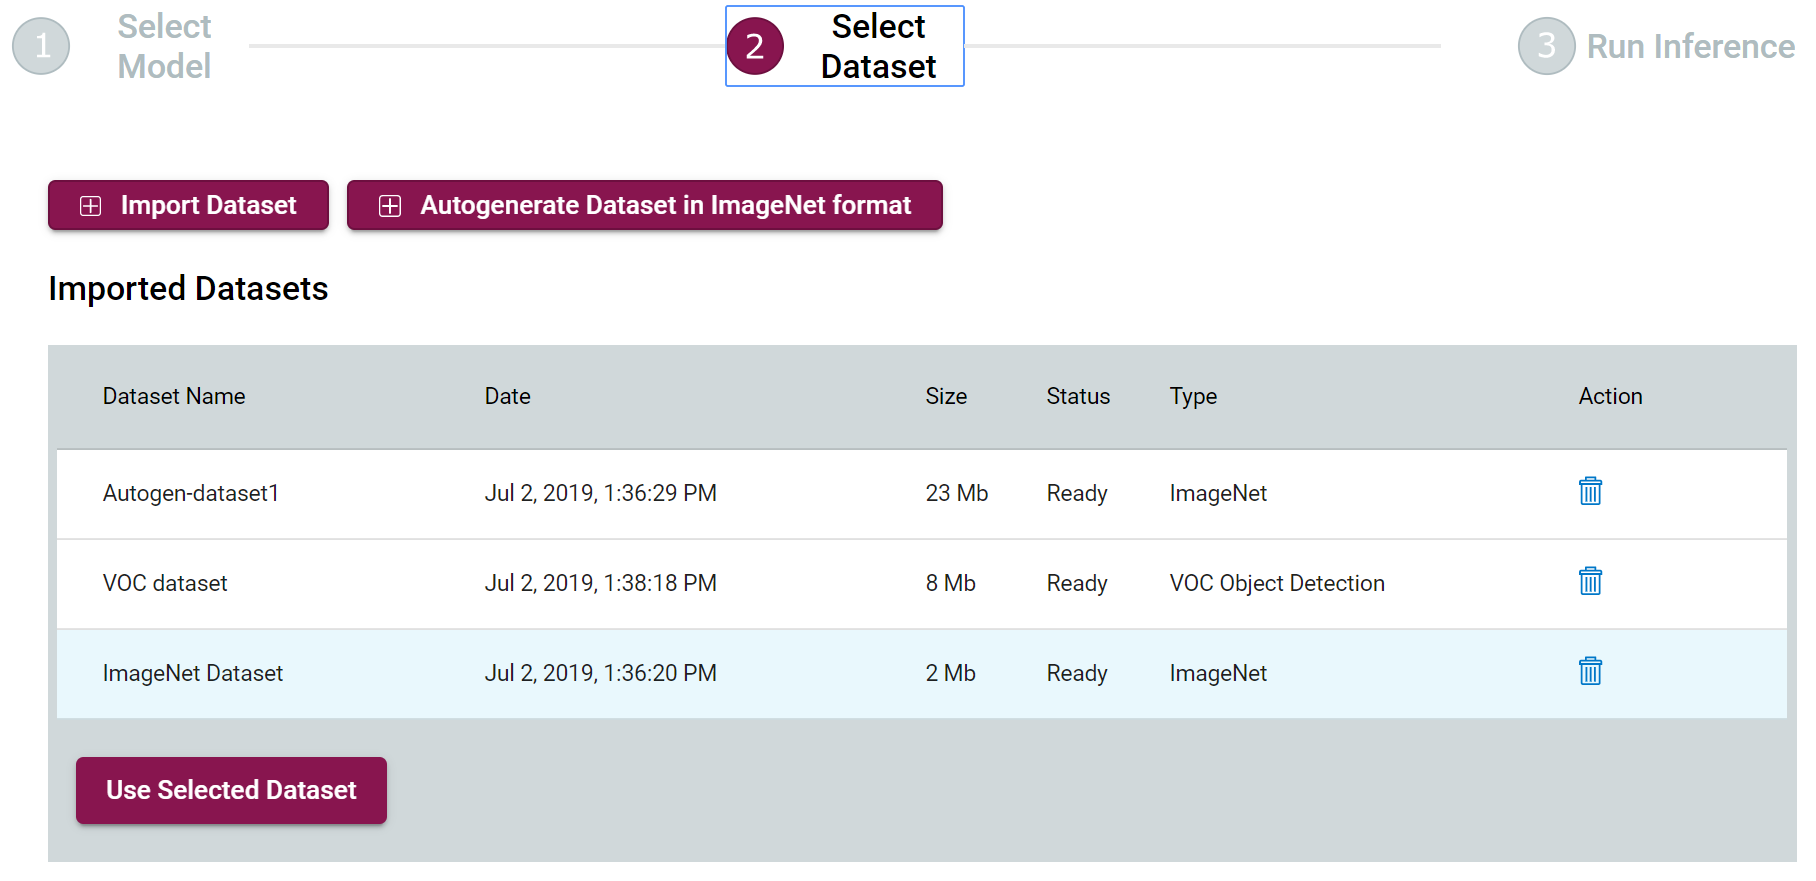 1 Select Model
2 Select Dataset
3 Run Inference
Import Dataset
Autogenerate Dataset in ImageNet format
Imported Datasets
Dataset Name Date Size Status Type Action
Autogen-dataset1 Jul 2, 2019, 1:36:29 PM 23 Mb Ready ImageNet
VOC dataset Jul 2, 2019, 1:38:18 PM 8 Mb Ready VOC Object Detection
ImageNet Dataset Jul 2, 2019, 1:36:20 PM 2 Mb Ready ImageNet
Use Selected Dataset